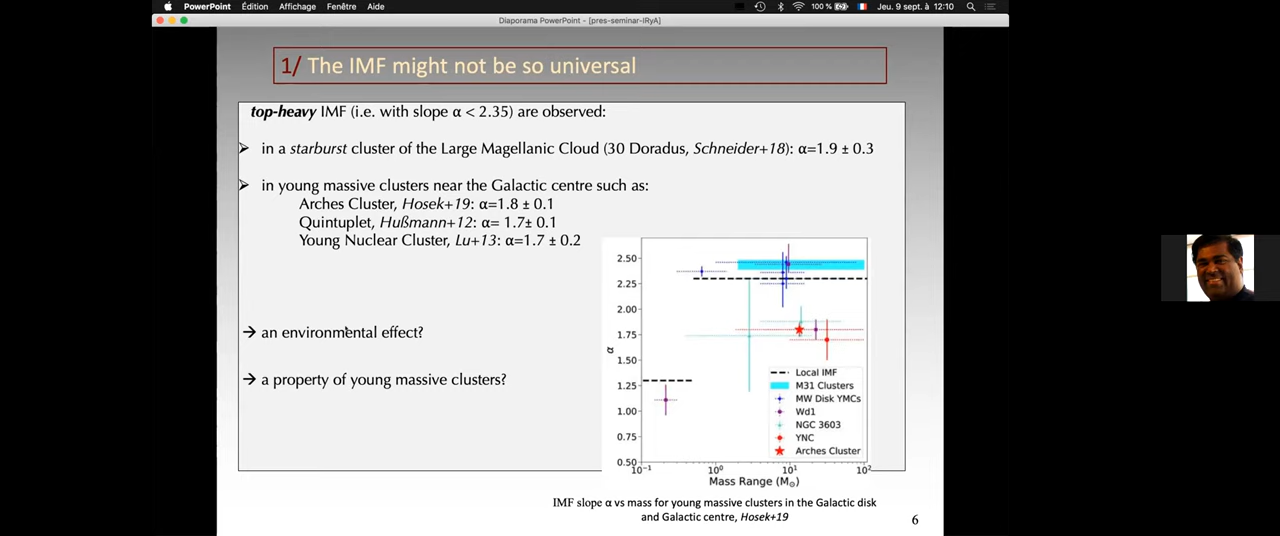 PowerPoint Édition Affichage Fenêtre Aide 100 % Jeu. 9 sept. à 12:10
Diaporama PowerPoint - [pres-seminar-IRyA]
1/ The IMF might not be so universal
top-heavy IMF (i.e. with slope α < 2.35) are observed:
➢ in a starburst cluster of the Large Magellanic Cloud (30 Doradus, Schneider+18): α=1.9 ± 0.3
➢ in young massive clusters near the Galactic centre such as:
Arches Cluster, Hosek+19: α=1.8 ± 0.1
Quintuplet, Hußmann+12: α= 1.7± 0.1
Young Nuclear Cluster, Lu+13: α=1.7 ± 0.2
→ an environmental effect?
→ a property of young massive clusters?
2.50
2.25
2.00
1.75
1.50
1.25
1.00
0.75
0.50
α
Local IMF
M31 Clusters
MW Disk YMCs
Wd1
NGC 3603
YNC
Arches Cluster
10⁻¹ 10⁰ 10¹ 10²
Mass Range (M☉)
IMF slope α vs mass for young massive clusters in the Galactic disk
and Galactic centre, Hosek+19
6